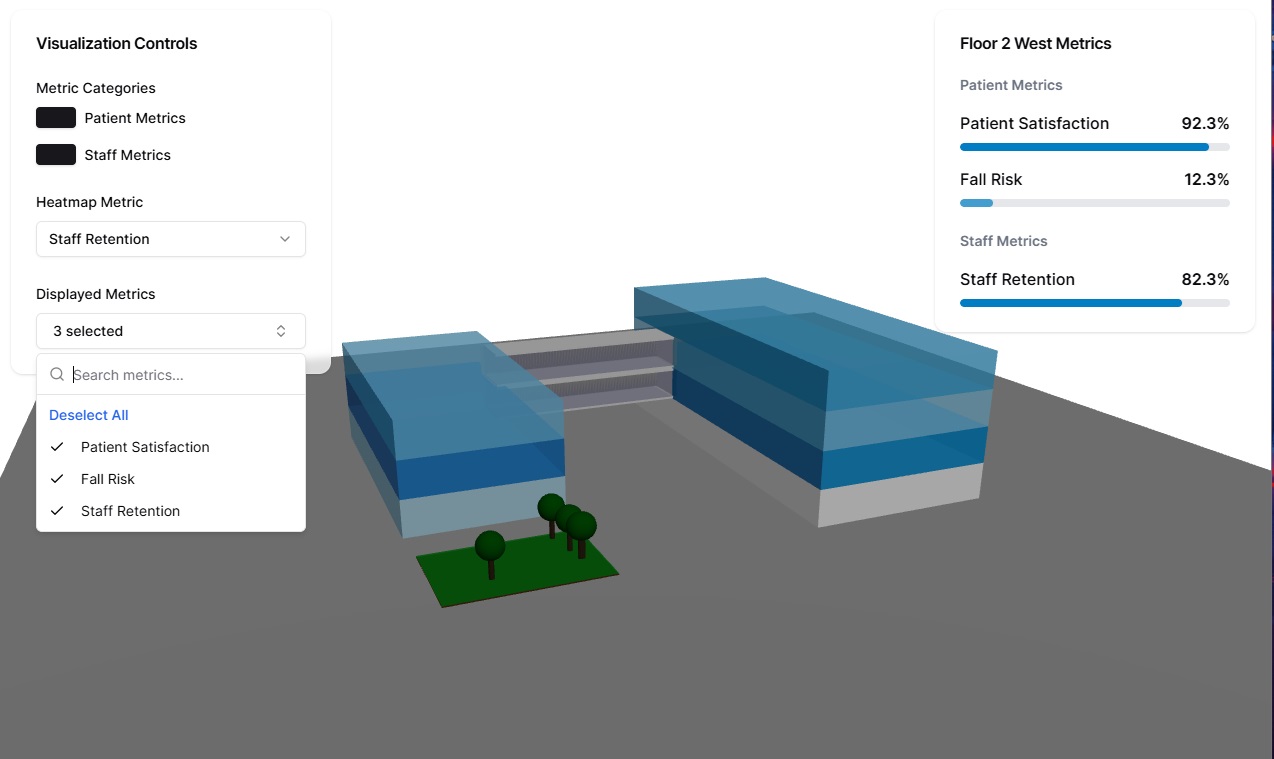 Visualization Controls
Metric Categories
Patient Metrics
Staff Metrics
Heatmap Metric
Staff Retention
Displayed Metrics
3 selected
Search metrics...
Deselect All
Patient Satisfaction
Fall Risk
Staff Retention
Floor 2 West Metrics
Patient Metrics
Patient Satisfaction 92.3%
Fall Risk 12.3%
Staff Metrics
Staff Retention 82.3%